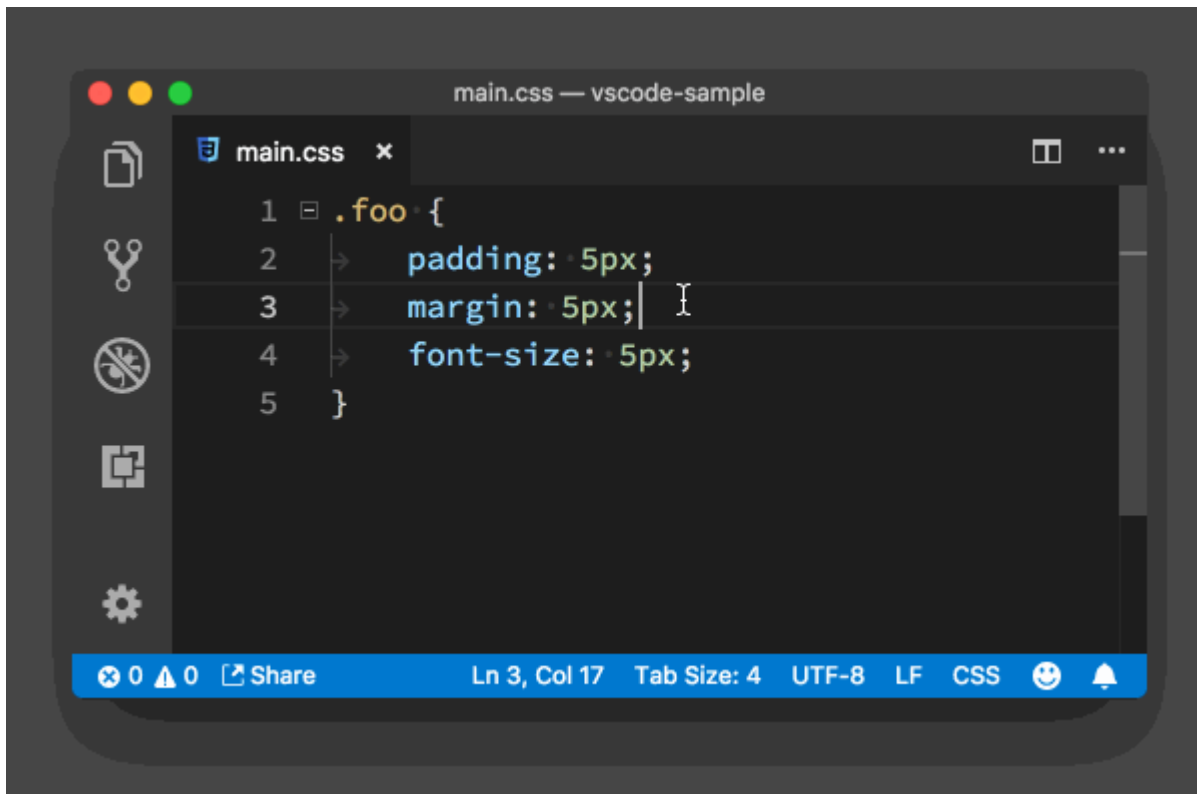 main.css — vscode-sample
main.css
1 .foo {
2 padding: 5px;
3 margin: 5px;
4 font-size: 5px;
5 }
0 0 Share Ln 3, Col 17 Tab Size: 4 UTF-8 LF CSS